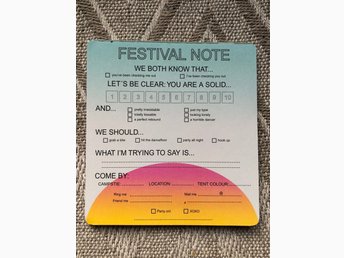 FESTIVAL NOTE
WE BOTH KNOW THAT...
you've been checking me out I've been checking you out
LET'S BE CLEAR: YOU ARE A SOLID...
1 2 3 4 5 6 7 8 9 10
AND...
pretty irresistable just my type
totally loseable looking lonely
a perfect rebound a horrible dancer
WE SHOULD...
grab a bite hit the dancefloor party all night hook up
WHAT I'M TRYING TO SAY IS...
COME BY:
CAMPSITE: LOCATION TENT COLOUR:
Ring me Mail me @
Friend me
Party on! XOXO